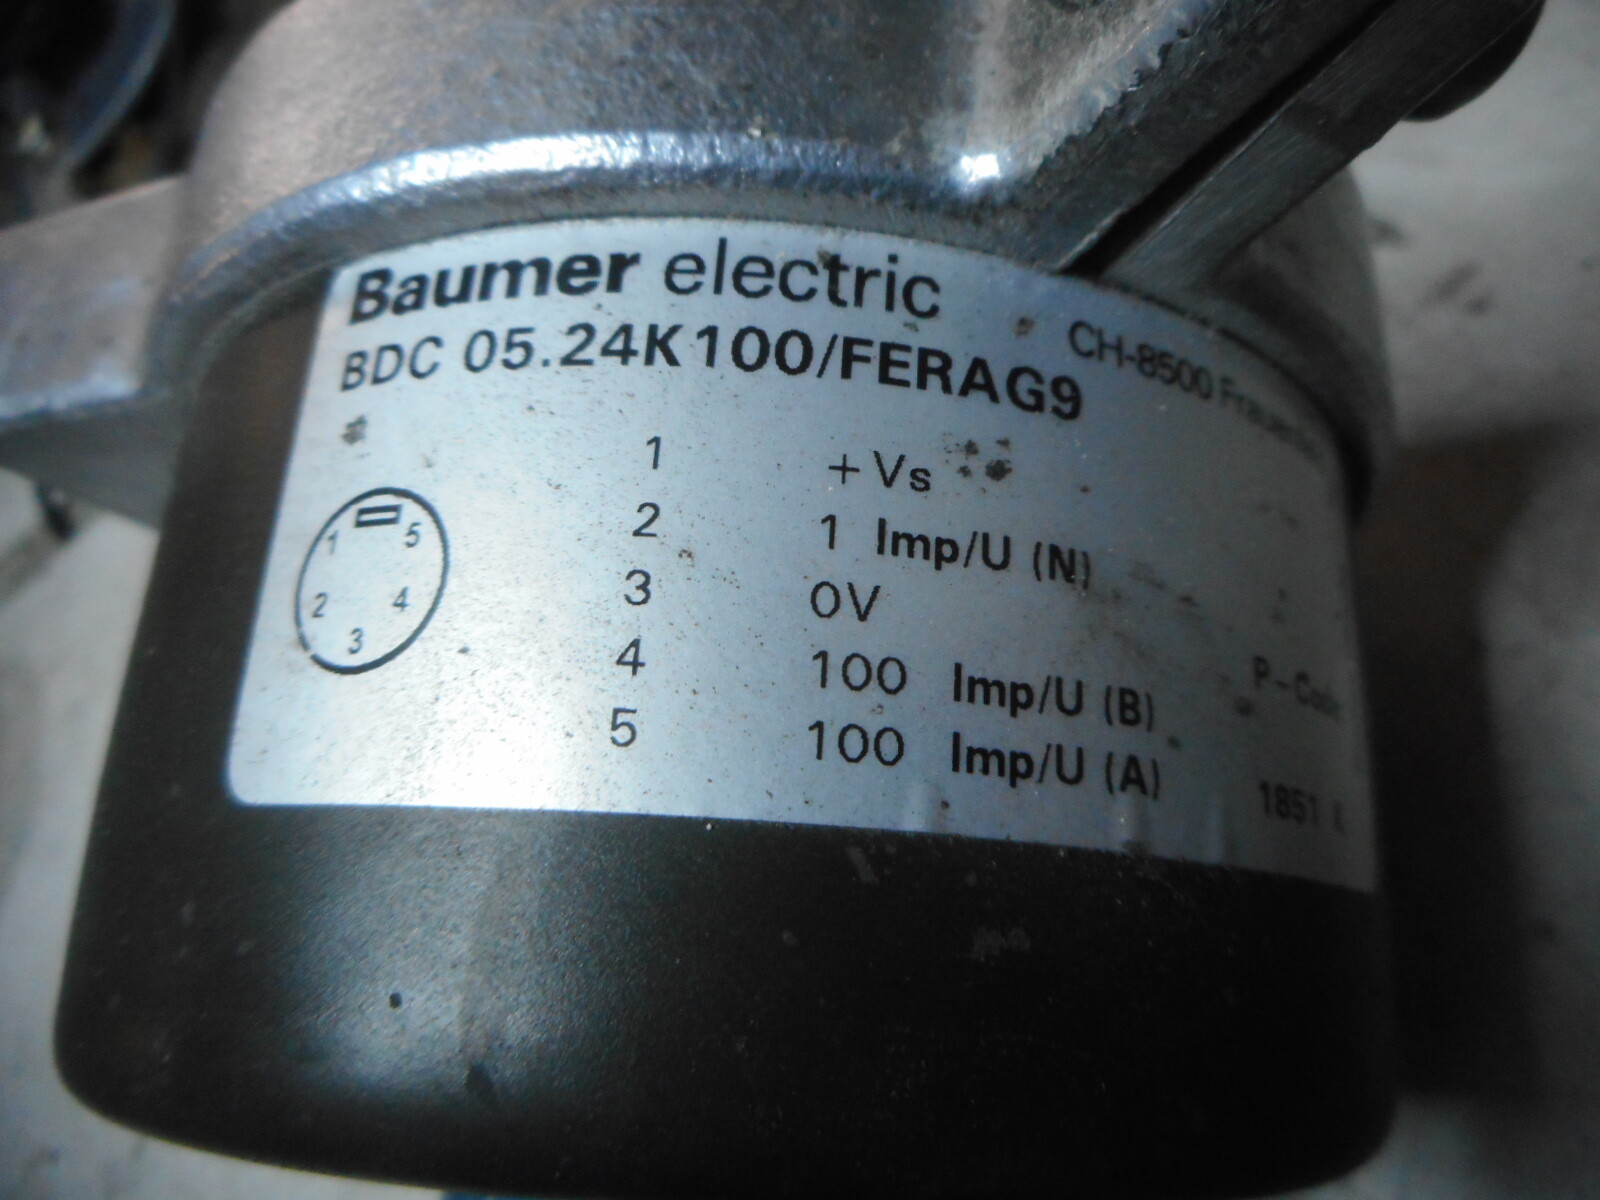 Baumer electric
CH-8500
BDC 05.24K100/FERAG9
1 +Vs
2 1 Imp/U (N)
3 0V
4 100 Imp/U (B)
5 100 Imp/U (A)
1 5
2 4
3
P-Code
1851